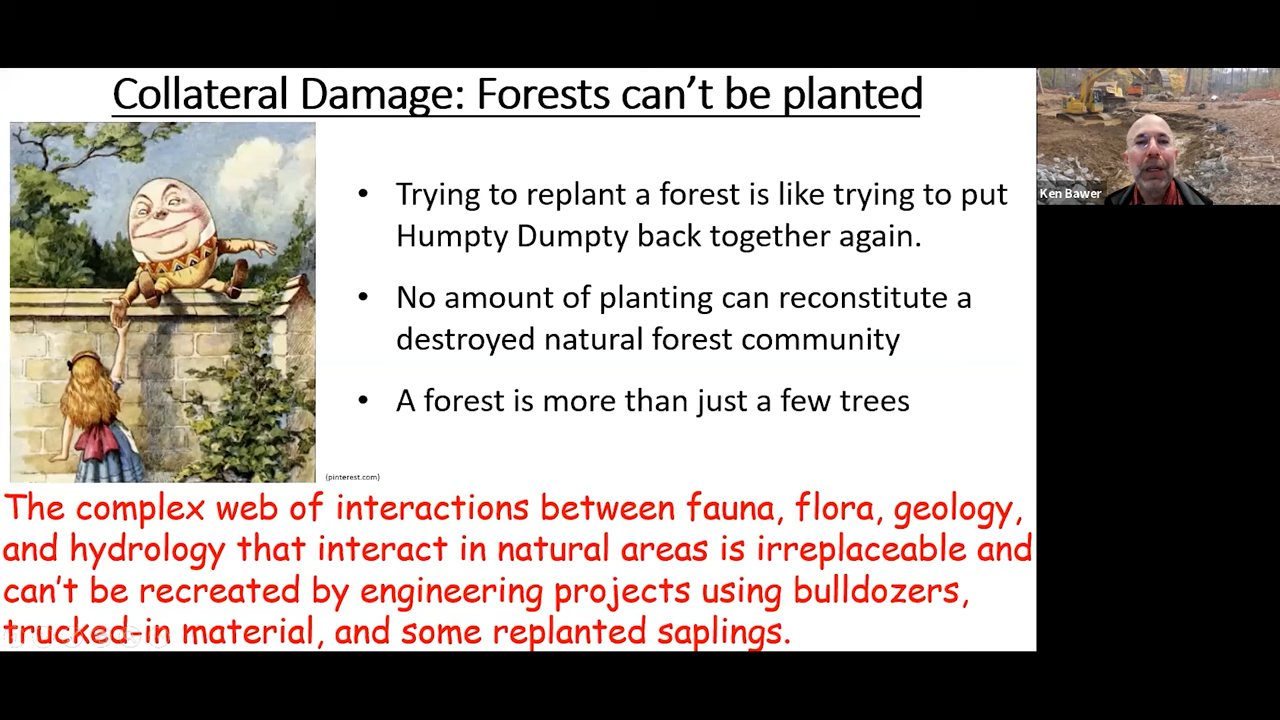 Collateral Damage: Forests can't be planted
• Trying to replant a forest is like trying to put
Humpty Dumpty back together again.
• No amount of planting can reconstitute a
destroyed natural forest community
• A forest is more than just a few trees
(pinterest.com)
The complex web of interactions between fauna, flora, geology,
and hydrology that interact in natural areas is irreplaceable and
can't be recreated by engineering projects using bulldozers,
trucked-in material, and some replanted saplings.
Ken Bawer